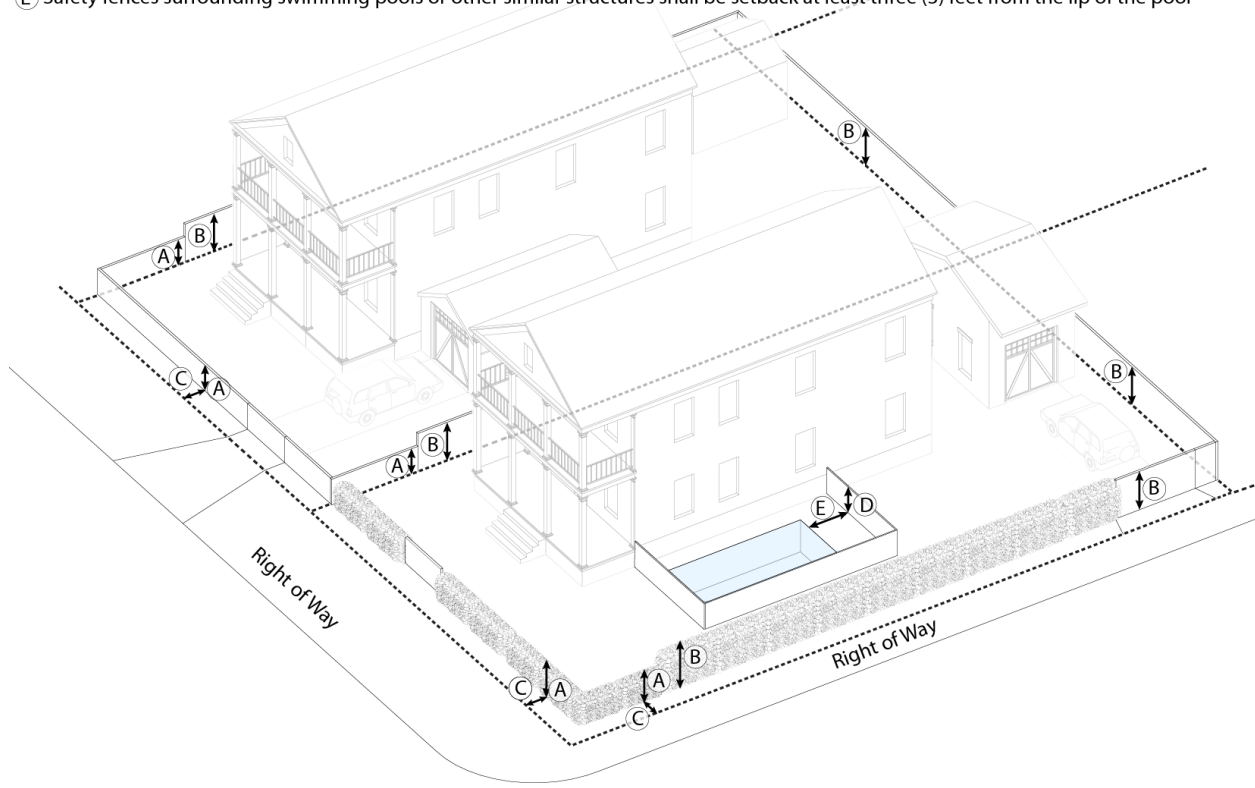 E Safety fences surrounding swimming pools or other similar structures shall be setback at least three (3) feet from the lip of the pool
B
B
A
C
A
B
B
A
E
D
B
Right of Way
B
A
Right of Way
C
A
C